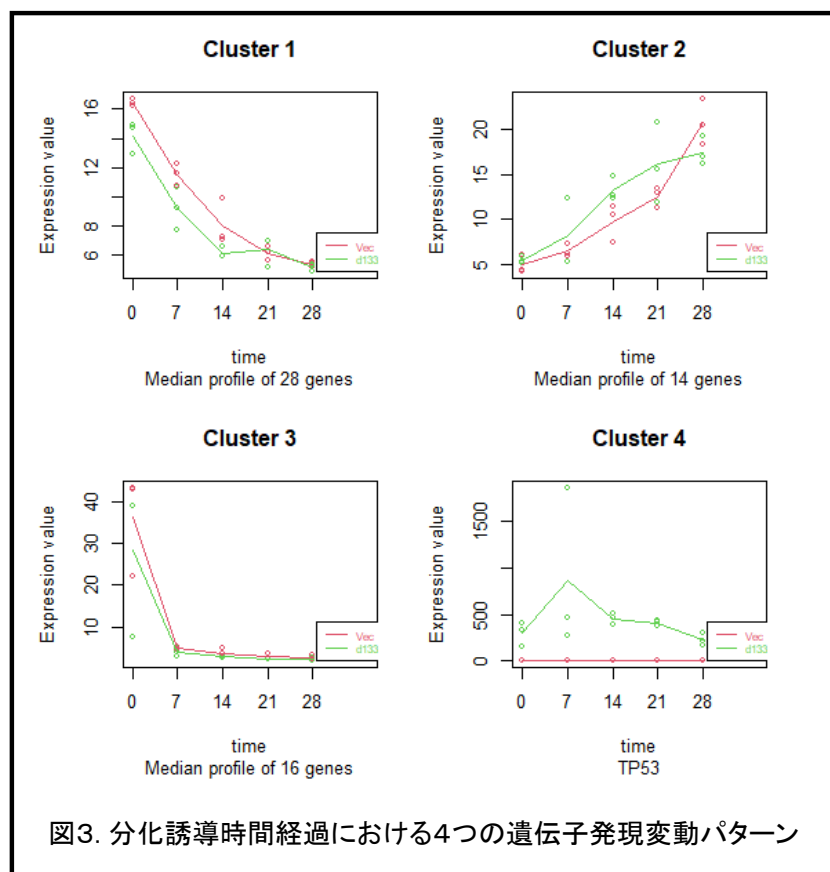 Cluster 1
Expression value
16
12
8
6
Vec
d133
0 7 14 21 28
time
Median profile of 28 genes
Cluster 2
Expression value
20
15
10
5
Vec
d133
0 7 14 21 28
time
Median profile of 14 genes
Cluster 3
Expression value
40
30
20
10
Vec
d133
0 7 14 21 28
time
Median profile of 16 genes
Cluster 4
Expression value
1500
500
0
Vec
d133
0 7 14 21 28
time
TP53
図3. 分化誘導時間経過における4つの遺伝子発現変動パターン